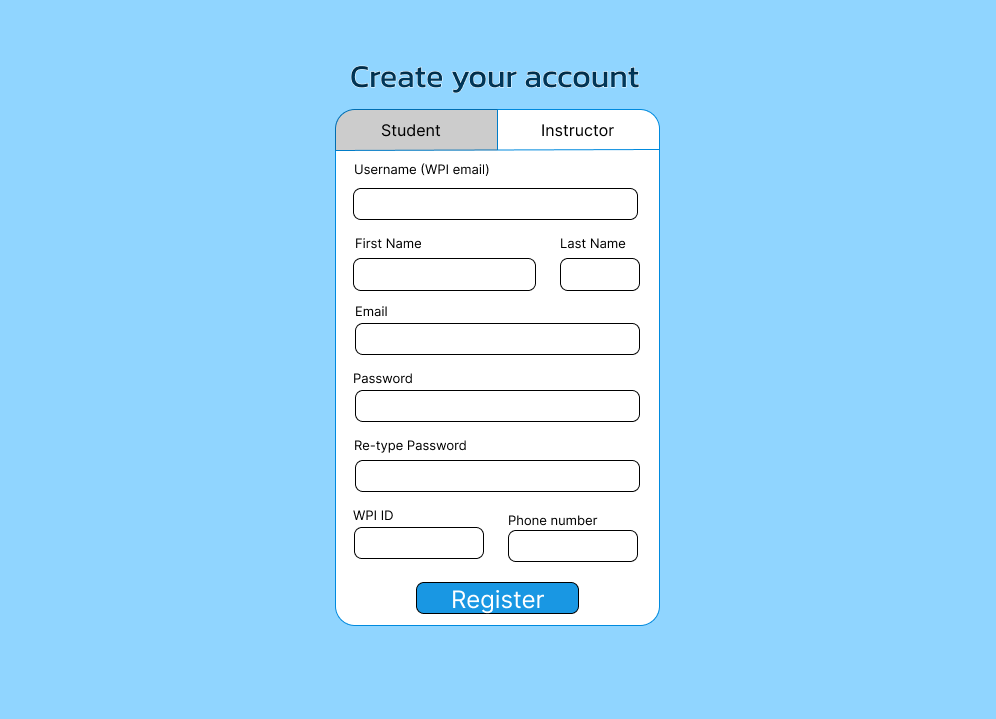 Create your account
Student Instructor
Username (WPI email)
First Name Last Name
Email
Password
Re-type Password
WPI ID Phone number
Register